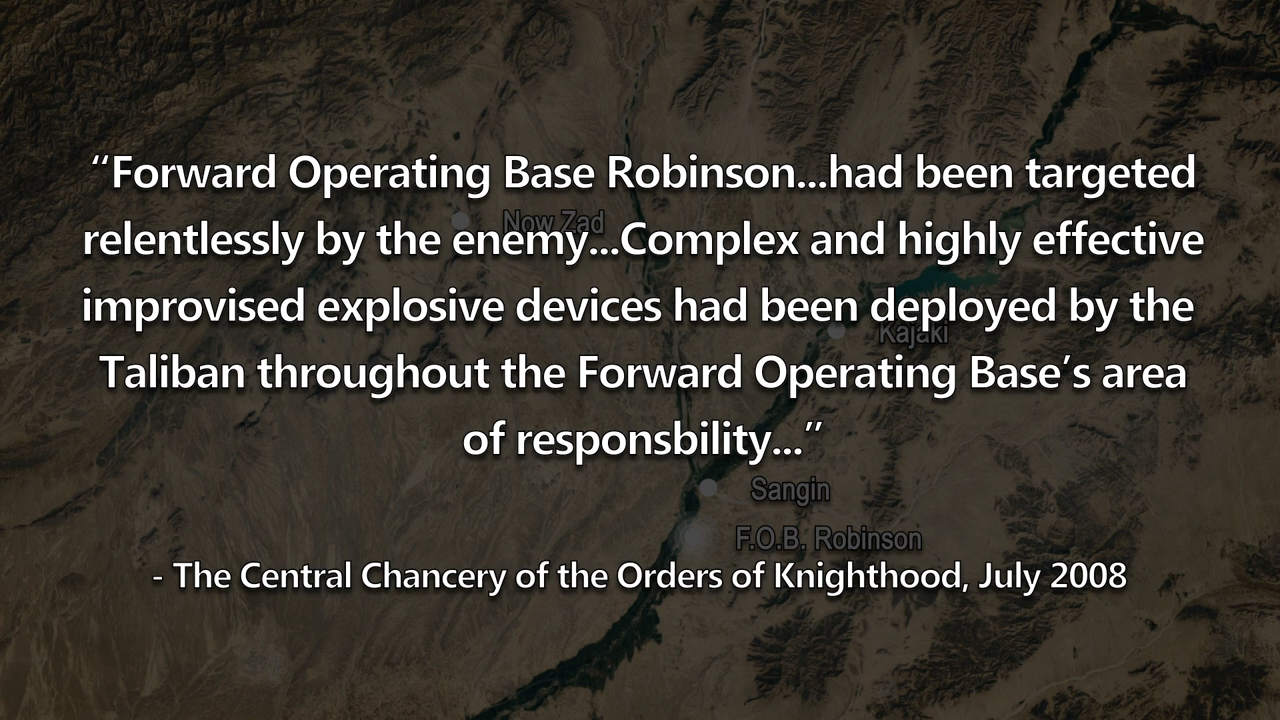 “Forward Operating Base Robinson...had been targeted
Now Zad
relentlessly by the enemy...Complex and highly effective
improvised explosive devices had been deployed by the
Kajaki
Taliban throughout the Forward Operating Base’s area
of responsbility...”
Sangin
F.O.B. Robinson
- The Central Chancery of the Orders of Knighthood, July 2008